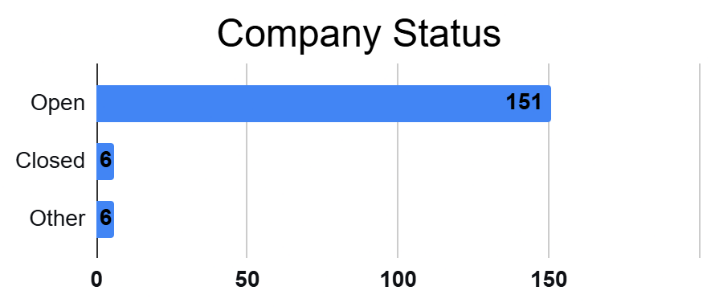 Company Status
Open 151
Closed 6
Other 6
0 50 100 150